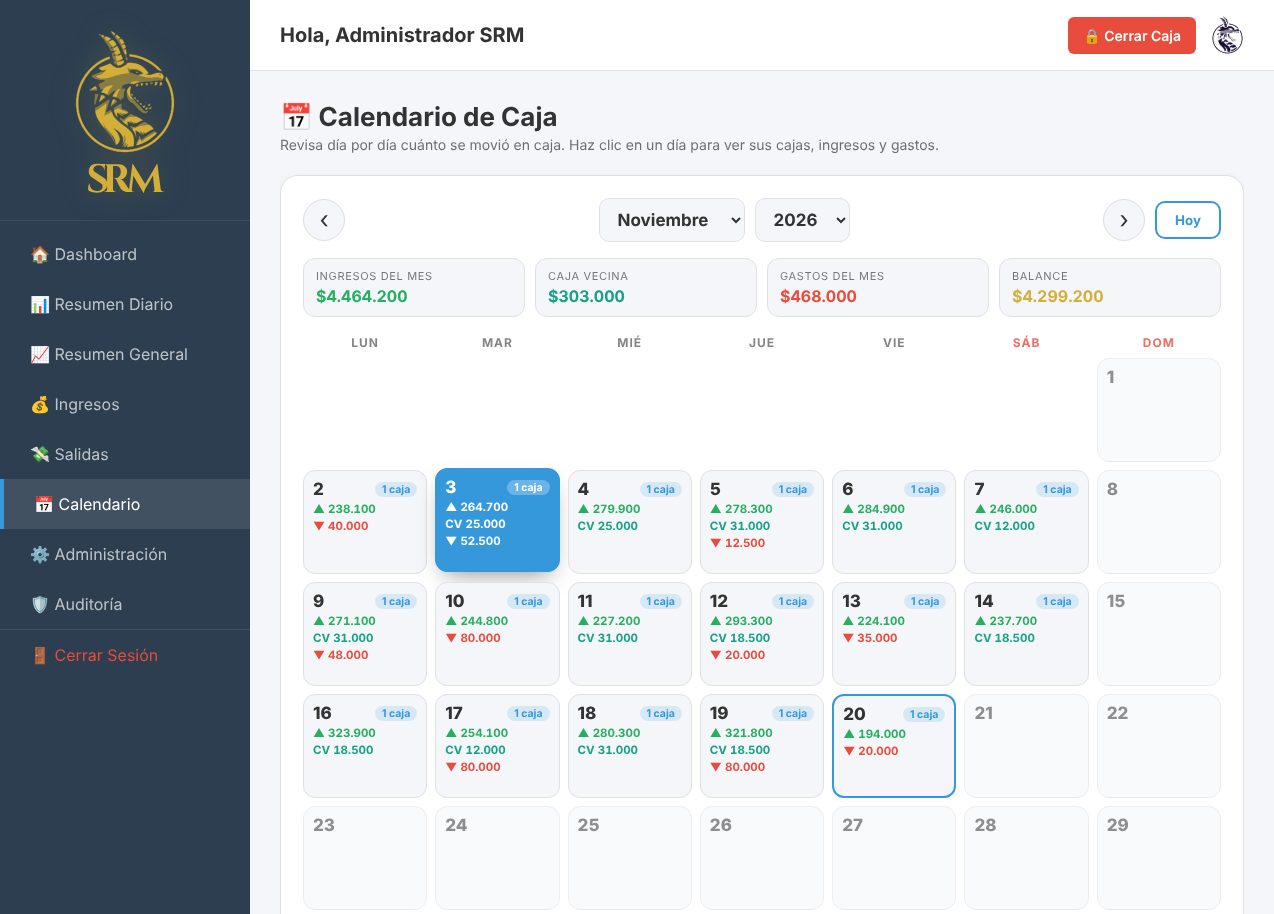 SRM
🏠 Dashboard
📊 Resumen Diario
📈 Resumen General
💰 Ingresos
💸 Salidas
📅 Calendario
⚙️ Administración
🛡️ Auditoría
🚪 Cerrar Sesión
Hola, Administrador SRM
🔒 Cerrar Caja
📅 Calendario de Caja
Revisa día por día cuánto se movió en caja. Haz clic en un día para ver sus cajas, ingresos y gastos.
‹ Noviembre 2026 › Hoy
INGRESOS DEL MES
$4.464.200
CAJA VECINA
$303.000
GASTOS DEL MES
$468.000
BALANCE
$4.299.200
LUN MAR MIÉ JUE VIE SÁB DOM
1
2 1 caja
▲ 238.100
▼ 40.000
3 1 caja
▲ 264.700
CV 25.000
▼ 52.500
4 1 caja
▲ 279.900
CV 25.000
5 1 caja
▲ 278.300
CV 31.000
▼ 12.500
6 1 caja
▲ 284.900
CV 31.000
7 1 caja
▲ 246.000
CV 12.000
8
9 1 caja
▲ 271.100
CV 31.000
▼ 48.000
10 1 caja
▲ 244.800
▼ 80.000
11 1 caja
▲ 227.200
CV 31.000
12 1 caja
▲ 293.300
CV 18.500
▼ 20.000
13 1 caja
▲ 224.100
▼ 35.000
14 1 caja
▲ 237.700
CV 18.500
15
16 1 caja
▲ 323.900
CV 18.500
17 1 caja
▲ 254.100
CV 12.000
▼ 80.000
18 1 caja
▲ 280.300
CV 31.000
19 1 caja
▲ 321.800
CV 18.500
▼ 80.000
20 1 caja
▲ 194.000
▼ 20.000
21
22
23
24
25
26
27
28
29